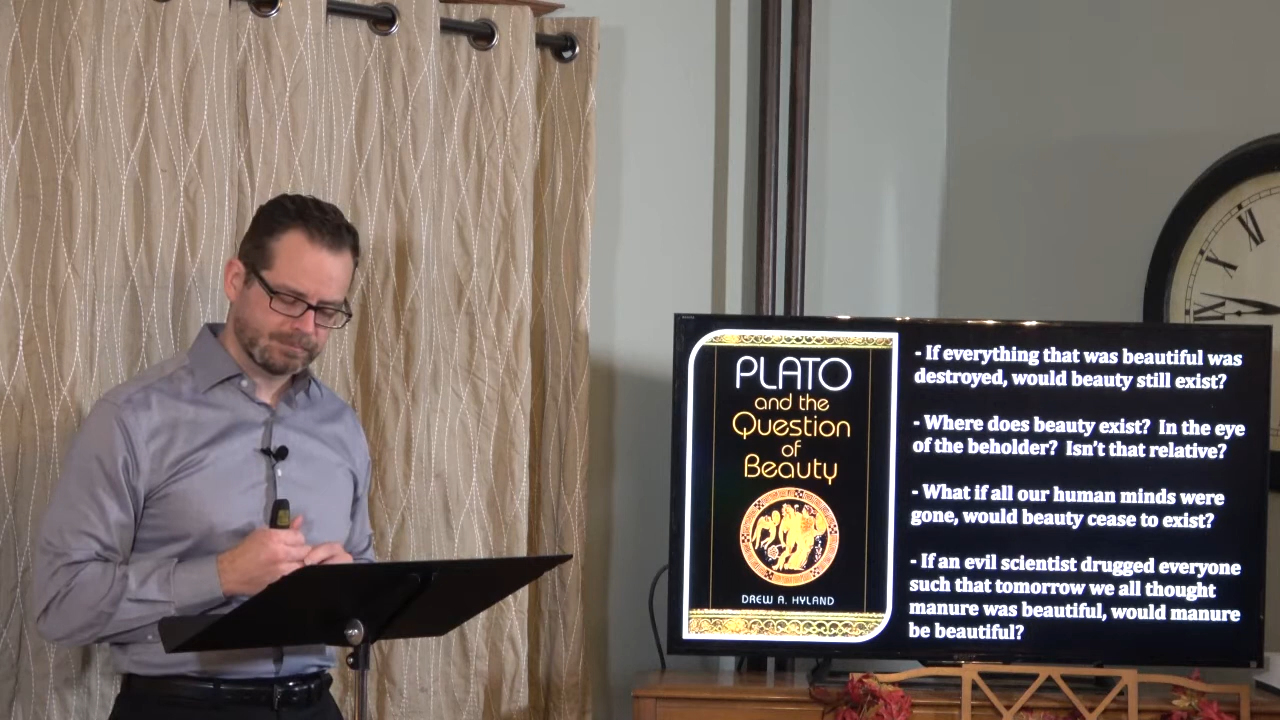 PLATO
and the
Question
of
Beauty
DREW A. HYLAND
- If everything that was beautiful was
destroyed, would beauty still exist?
- Where does beauty exist? In the eye
of the beholder? Isn't that relative?
- What if all our human minds were
gone, would beauty cease to exist?
- If an evil scientist drugged everyone
such that tomorrow we all thought
manure was beautiful, would manure
be beautiful?